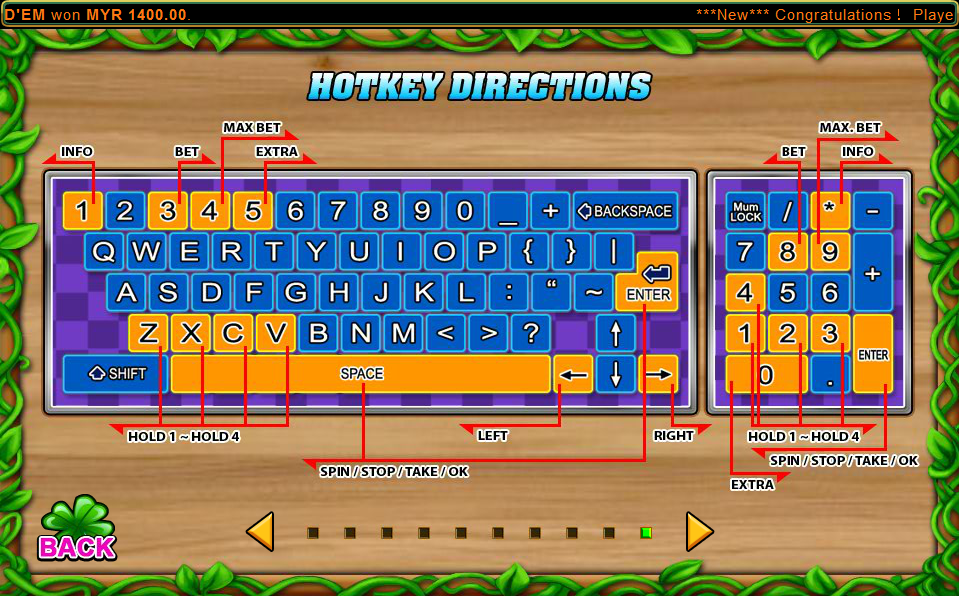 D'EM won MYR 1400.00.
***New*** Congratulations ! Playe
HOTKEY DIRECTIONS
MAX BET
MAX. BET
INFO
BET
EXTRA
BET
INFO
1 2 3 4 5 6 7 8 9 0 _ + BACKSPACE
Mum LOCK / * -
Q W E R T Y U I O P { } |
7 8 9 +
A S D F G H J K L : “ ~ ENTER
4 5 6
Z X C V B N M < > ? ↑
1 2 3 ENTER
SHIFT SPACE ← ↓ →
0 .
HOLD 1 ~ HOLD 4
LEFT
RIGHT
HOLD 1 ~ HOLD 4
SPIN / STOP / TAKE / OK
SPIN / STOP / TAKE / OK
EXTRA
BACK